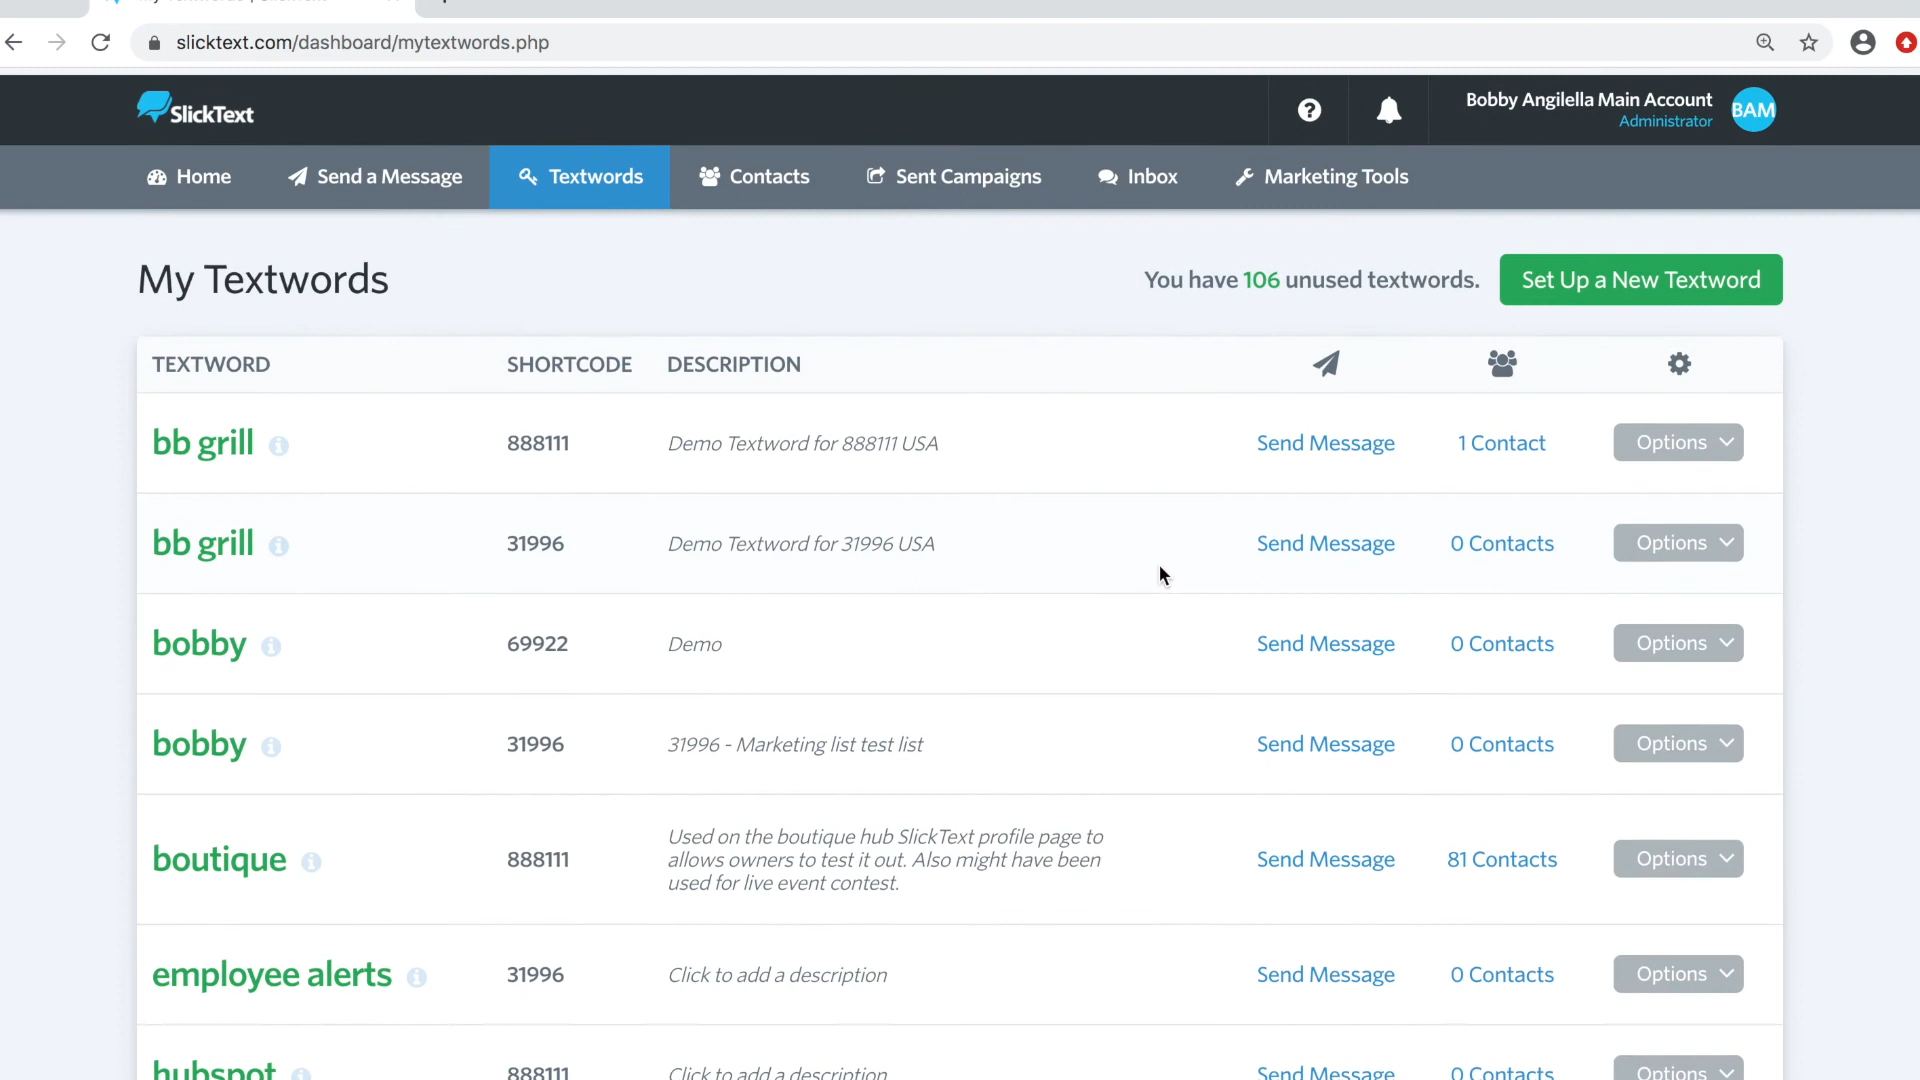 slicktext.com/dashboard/mytextwords.php
SlickText
Bobby Angilella Main Account
Administrator
BAM
Home
Send a Message
Textwords
Contacts
Sent Campaigns
Inbox
Marketing Tools
My Textwords
You have 106 unused textwords.
Set Up a New Textword
TEXTWORD SHORTCODE DESCRIPTION
bb grill 888111 Demo Textword for 888111 USA Send Message 1 Contact Options
bb grill 31996 Demo Textword for 31996 USA Send Message 0 Contacts Options
bobby 69922 Demo Send Message 0 Contacts Options
bobby 31996 31996 - Marketing list test list Send Message 0 Contacts Options
Used on the boutique hub SlickText profile page to
boutique 888111 allows owners to test it out. Also might have been Send Message 81 Contacts Options
used for live event contest.
employee alerts 31996 Click to add a description Send Message 0 Contacts Options
hubspot 888111 Click to add a description Send Message 0 Contacts Options